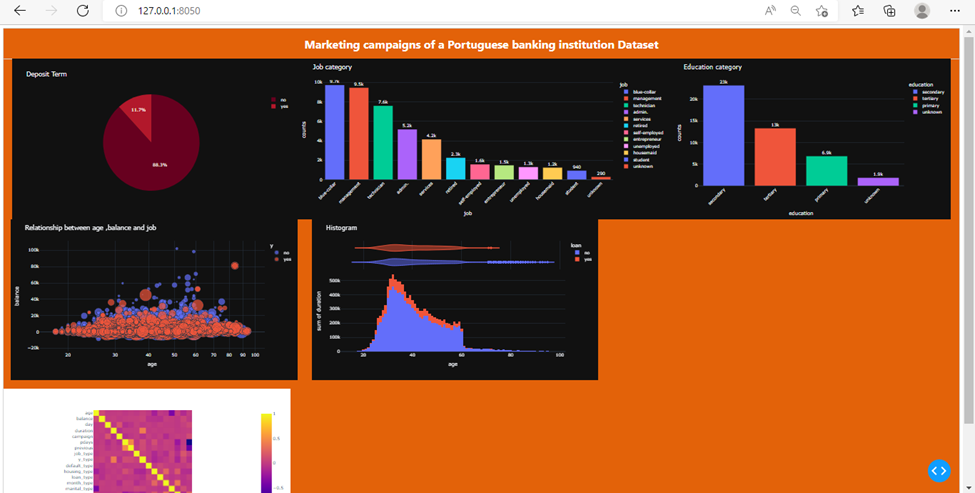 127.0.0.1:8050
Marketing campaigns of a Portuguese banking institution Dataset
Deposit Term
no
yes
11.7%
88.3%
Job category
counts
10k
8k
6k
4k
2k
0
9.7k
9.5k
7.6k
5.2k
4.2k
2.3k
1.6k
1.5k
1.3k
1.2k
940
290
blue-collar
management
technician
admin.
services
retired
self-employed
entrepreneur
unemployed
housemaid
student
unknown
job
job
blue-collar
management
technician
admin.
services
retired
self-employed
entrepreneur
unemployed
housemaid
student
unknown
Education category
counts
20k
15k
10k
5k
0
23k
13k
6.9k
1.9k
secondary
tertiary
primary
unknown
education
education
secondary
tertiary
primary
unknown
Relationship between age ,balance and job
balance
100k
80k
60k
40k
20k
0
−20k
20
30
40
50
60
70
80
90
100
age
y
no
yes
Histogram
sum of duration
500k
400k
300k
200k
100k
0
20
40
60
80
100
age
loan
no
yes
age
balance
day
duration
campaign
pdays
previous
job_type
y_type
default_type
housing_type
loan_type
month_type
marital_type
1
0.5
0
−0.5